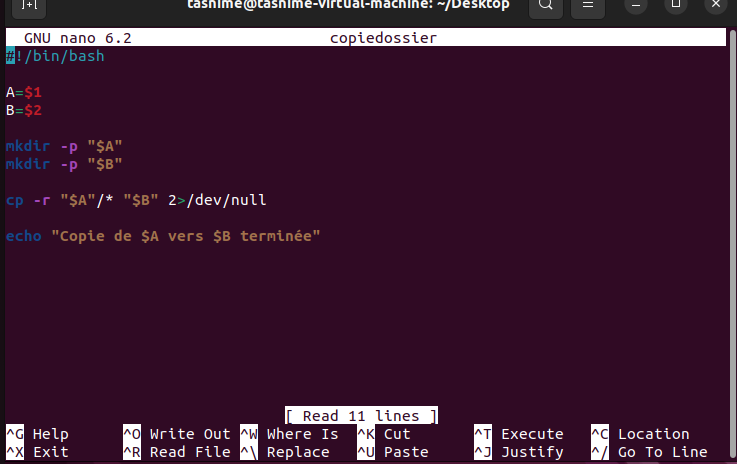 tashime@tashime-virtual-machine: ~/Desktop
GNU nano 6.2 copiedossier
#!/bin/bash
A=$1
B=$2
mkdir -p "$A"
mkdir -p "$B"
cp -r "$A"/* "$B" 2>/dev/null
echo "Copie de $A vers $B terminée"
[ Read 11 lines ]
^G Help ^O Write Out ^W Where Is ^K Cut ^T Execute ^C Location
^X Exit ^R Read File ^\ Replace ^U Paste ^J Justify ^/ Go To Line